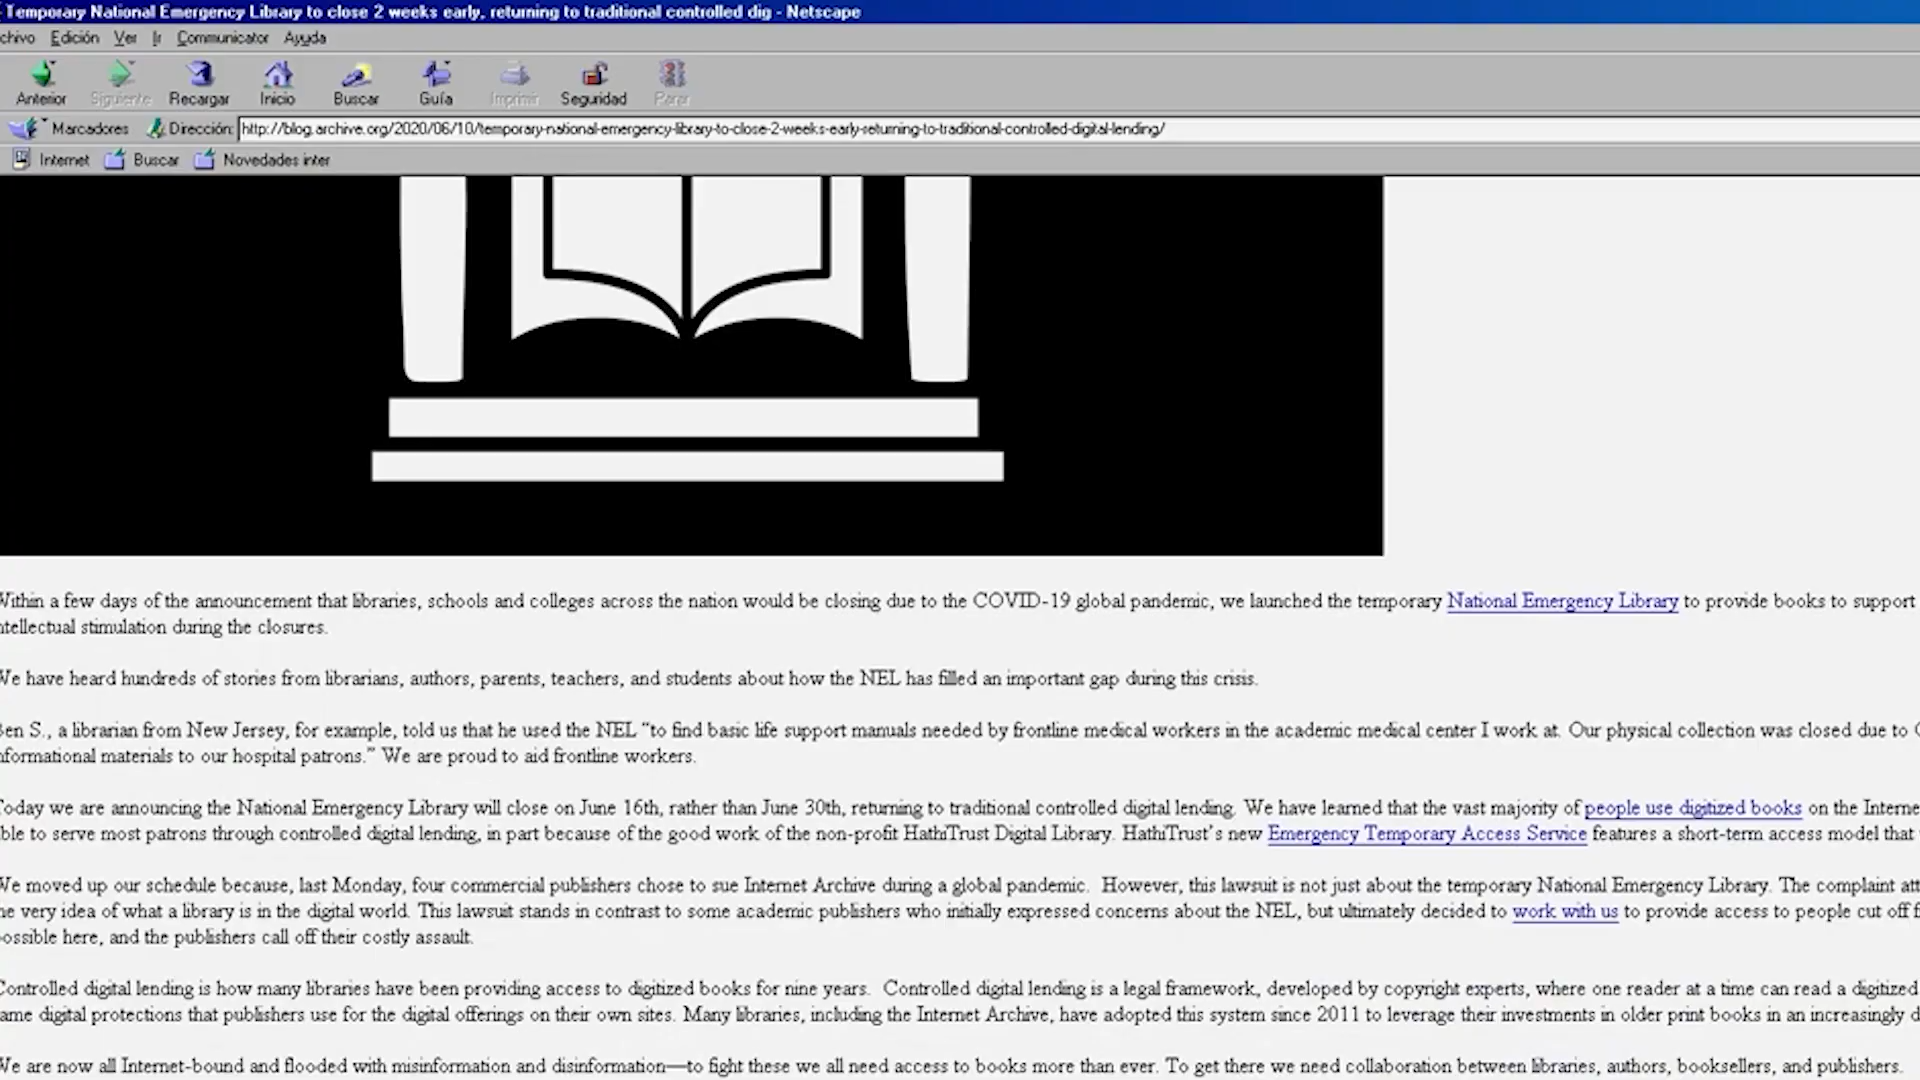 Temporary National Emergency Library to close 2 weeks early, returning to traditional controlled dig - Netscape
Edición Ver Ir Communicator Ayuda
Anterior Siguiente Recargar Inicio Buscar Guía Imprimir Seguridad Parar
Marcadores Dirección: http://blog.archive.org/2020/06/10/temporary-national-emergency-library-to-close-2-weeks-early-returning-to-traditional-controlled-digital-lending/
Internet Buscar Novedades inter
Within a few days of the announcement that libraries, schools and colleges across the nation would be closing due to the COVID-19 global pandemic, we launched the temporary National Emergency Library to provide books to support
ntellectual stimulation during the closures.
We have heard hundreds of stories from librarians, authors, parents, teachers, and students about how the NEL has filled an important gap during this crisis.
Ben S., a librarian from New Jersey, for example, told us that he used the NEL “to find basic life support manuals needed by frontline medical workers in the academic medical center I work at. Our physical collection was closed due to
nformational materials to our hospital patrons.” We are proud to aid frontline workers.
Today we are announcing the National Emergency Library will close on June 16th, rather than June 30th, returning to traditional controlled digital lending. We have learned that the vast majority of people use digitized books on the Interne
ble to serve most patrons through controlled digital lending, in part because of the good work of the non-profit HathiTrust Digital Library. HathiTrust’s new Emergency Temporary Access Service features a short-term access model that
We moved up our schedule because, last Monday, four commercial publishers chose to sue Internet Archive during a global pandemic. However, this lawsuit is not just about the temporary National Emergency Library. The complaint att
he very idea of what a library is in the digital world. This lawsuit stands in contrast to some academic publishers who initially expressed concerns about the NEL, but ultimately decided to work with us to provide access to people cut off f
ossible here, and the publishers call off their costly assault.
Controlled digital lending is how many libraries have been providing access to digitized books for nine years. Controlled digital lending is a legal framework, developed by copyright experts, where one reader at a time can read a digitized
ame digital protections that publishers use for the digital offerings on their own sites. Many libraries, including the Internet Archive, have adopted this system since 2011 to leverage their investments in older print books in an increasingly d
We are now all Internet-bound and flooded with misinformation and disinformation—to fight these we all need access to books more than ever. To get there we need collaboration between libraries, authors, booksellers, and publishers.